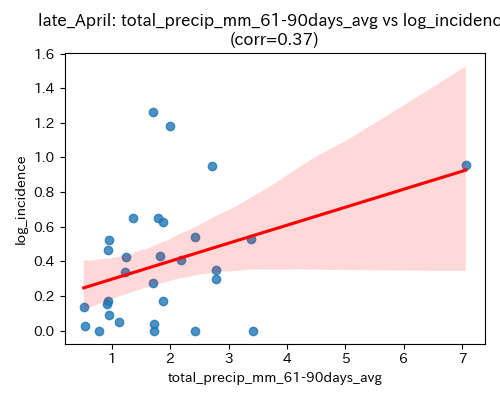 late_April: total_precip_mm_61-90days_avg vs log_incidenc
(corr=0.37)
1.6
1.4
1.2
1.0
0.8
0.6
0.4
0.2
0.0
log_incidence
1 2 3 4 5 6 7
total_precip_mm_61-90days_avg